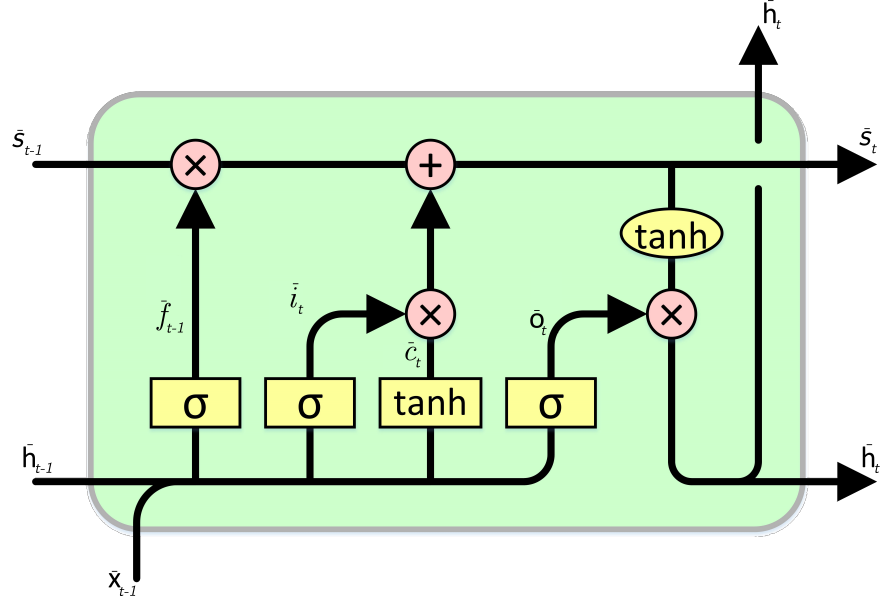 h̄t
s̄t-1
s̄t
×
+
tanh
f̄t-1
īt
×
ōt
×
c̄t
σ
σ
tanh
σ
h̄t-1
h̄t
x̄t-1